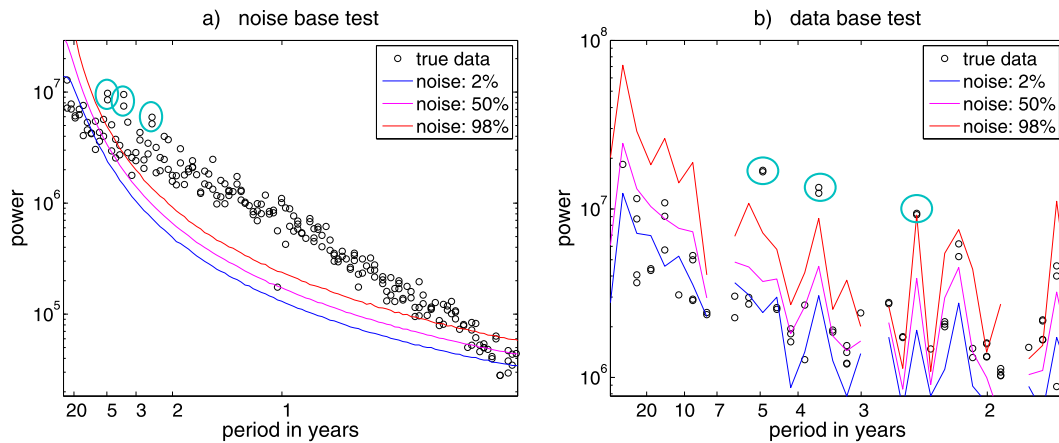 a) noise base test
b) data base test
true data
noise: 2%
noise: 50%
noise: 98%
10^7
10^6
10^5
power
20 5 3 2 1
period in years
true data
noise: 2%
noise: 50%
noise: 98%
10^8
10^7
10^6
power
20 10 7 5 4 3 2
period in years